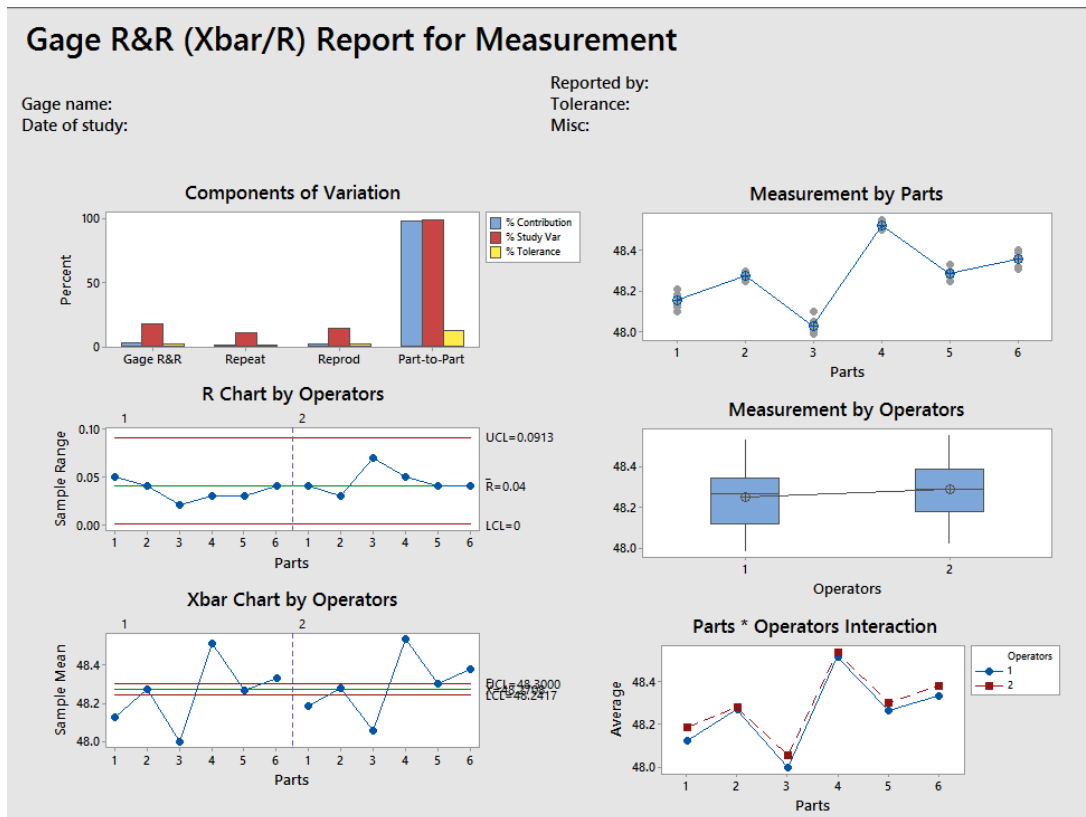 Gage R&R (Xbar/R) Report for Measurement
Reported by:
Gage name:
Tolerance:
Date of study:
Misc:
Components of Variation
100
50
0
Percent
Gage R&R Repeat Reprod Part-to-Part
% Contribution
% Study Var
% Tolerance
R Chart by Operators
1 2
0.10
0.05
0.00
Sample Range
UCL=0.0913
R̅=0.04
LCL=0
1 2 3 4 5 6 1 2 3 4 5 6
Parts
Xbar Chart by Operators
1 2
48.4
48.2
48.0
Sample Mean
UCL=48.3000
LCL=48.2417
1 2 3 4 5 6 1 2 3 4 5 6
Parts
Measurement by Parts
48.4
48.2
48.0
1 2 3 4 5 6
Parts
Measurement by Operators
48.4
48.2
48.0
1 2
Operators
Parts * Operators Interaction
48.4
48.2
48.0
Average
1 2 3 4 5 6
Parts
Operators
1
2